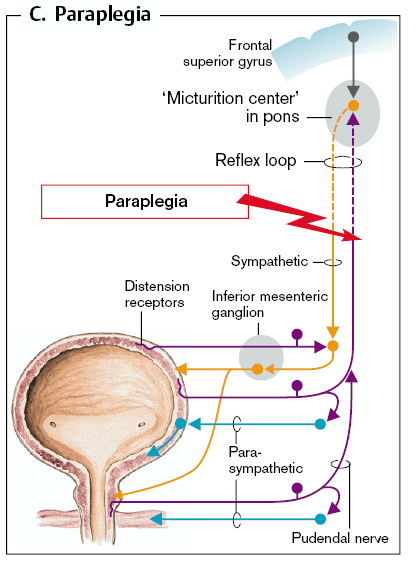 C. Paraplegia
Frontal
superior gyrus
‘Micturition center’
in pons
Reflex loop
Paraplegia
Sympathetic
Distension
receptors
Inferior mesenteric
ganglion
Para-
sympathetic
Pudendal nerve